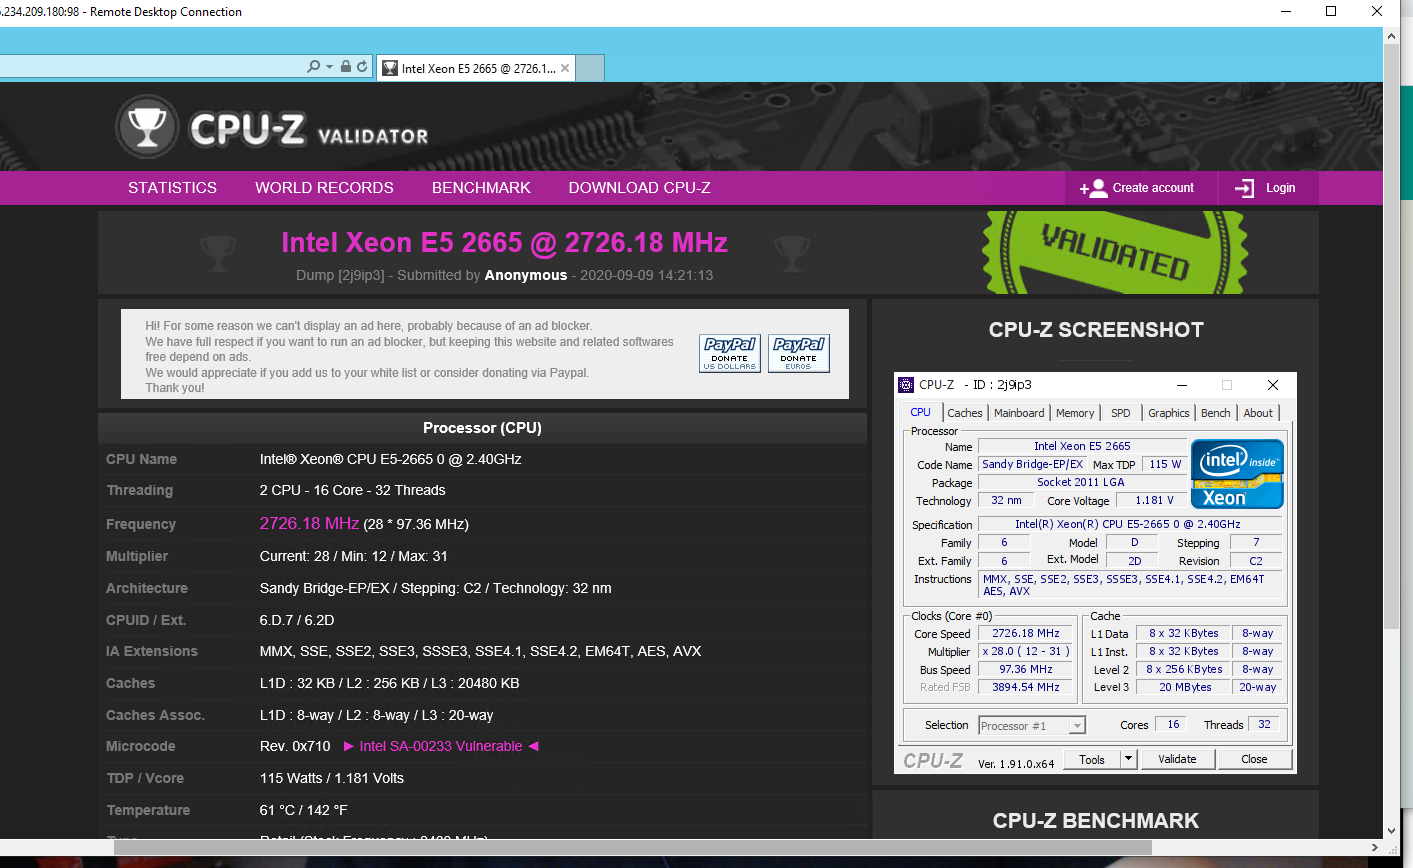 .234.209.180:98 - Remote Desktop Connection
Intel Xeon E5 2665 @ 2726.1...
CPU-Z VALIDATOR
STATISTICS WORLD RECORDS BENCHMARK DOWNLOAD CPU-Z Create account Login
Intel Xeon E5 2665 @ 2726.18 MHz
Dump [2j9ip3] - Submitted by Anonymous - 2020-09-09 14:21:13
VALIDATED
Hi! For some reason we can't display an ad here, probably because of an ad blocker.
We have full respect if you want to run an ad blocker, but keeping this website and related softwares
free depend on ads.
We would appreciate if you add us to your white list or consider donating via Paypal.
Thank you!
PayPal
DONATE
US DOLLARS
PayPal
DONATE
EUROS
Processor (CPU)
CPU Name Intel® Xeon® CPU E5-2665 0 @ 2.40GHz
Threading 2 CPU - 16 Core - 32 Threads
Frequency 2726.18 MHz (28 * 97.36 MHz)
Multiplier Current: 28 / Min: 12 / Max: 31
Architecture Sandy Bridge-EP/EX / Stepping: C2 / Technology: 32 nm
CPUID / Ext. 6.D.7 / 6.2D
IA Extensions MMX, SSE, SSE2, SSE3, SSSE3, SSE4.1, SSE4.2, EM64T, AES, AVX
Caches L1D : 32 KB / L2 : 256 KB / L3 : 20480 KB
Caches Assoc. L1D : 8-way / L2 : 8-way / L3 : 20-way
Microcode Rev. 0x710 ► Intel SA-00233 Vulnerable ◄
TDP / Vcore 115 Watts / 1.181 Volts
Temperature 61 °C / 142 °F
Type Retail (Stock Frequency : 2400 MHz)
CPU-Z SCREENSHOT
CPU-Z - ID : 2j9ip3
CPU Caches Mainboard Memory SPD Graphics Bench About
Processor
Name Intel Xeon E5 2665
Code Name Sandy Bridge-EP/EX Max TDP 115 W
Package Socket 2011 LGA
Technology 32 nm Core Voltage 1.181 V
intel inside™
Xeon
Specification Intel(R) Xeon(R) CPU E5-2665 0 @ 2.40GHz
Family 6 Model D Stepping 7
Ext. Family 6 Ext. Model 2D Revision C2
Instructions MMX, SSE, SSE2, SSE3, SSSE3, SSE4.1, SSE4.2, EM64T
AES, AVX
Clocks (Core #0)
Core Speed 2726.18 MHz
Multiplier x 28.0 ( 12 - 31 )
Bus Speed 97.36 MHz
Rated FSB 3894.54 MHz
Cache
L1 Data 8 x 32 KBytes 8-way
L1 Inst. 8 x 32 KBytes 8-way
Level 2 8 x 256 KBytes 8-way
Level 3 20 MBytes 20-way
Selection Processor #1 Cores 16 Threads 32
CPU-Z Ver. 1.91.0.x64 Tools Validate Close
CPU-Z BENCHMARK